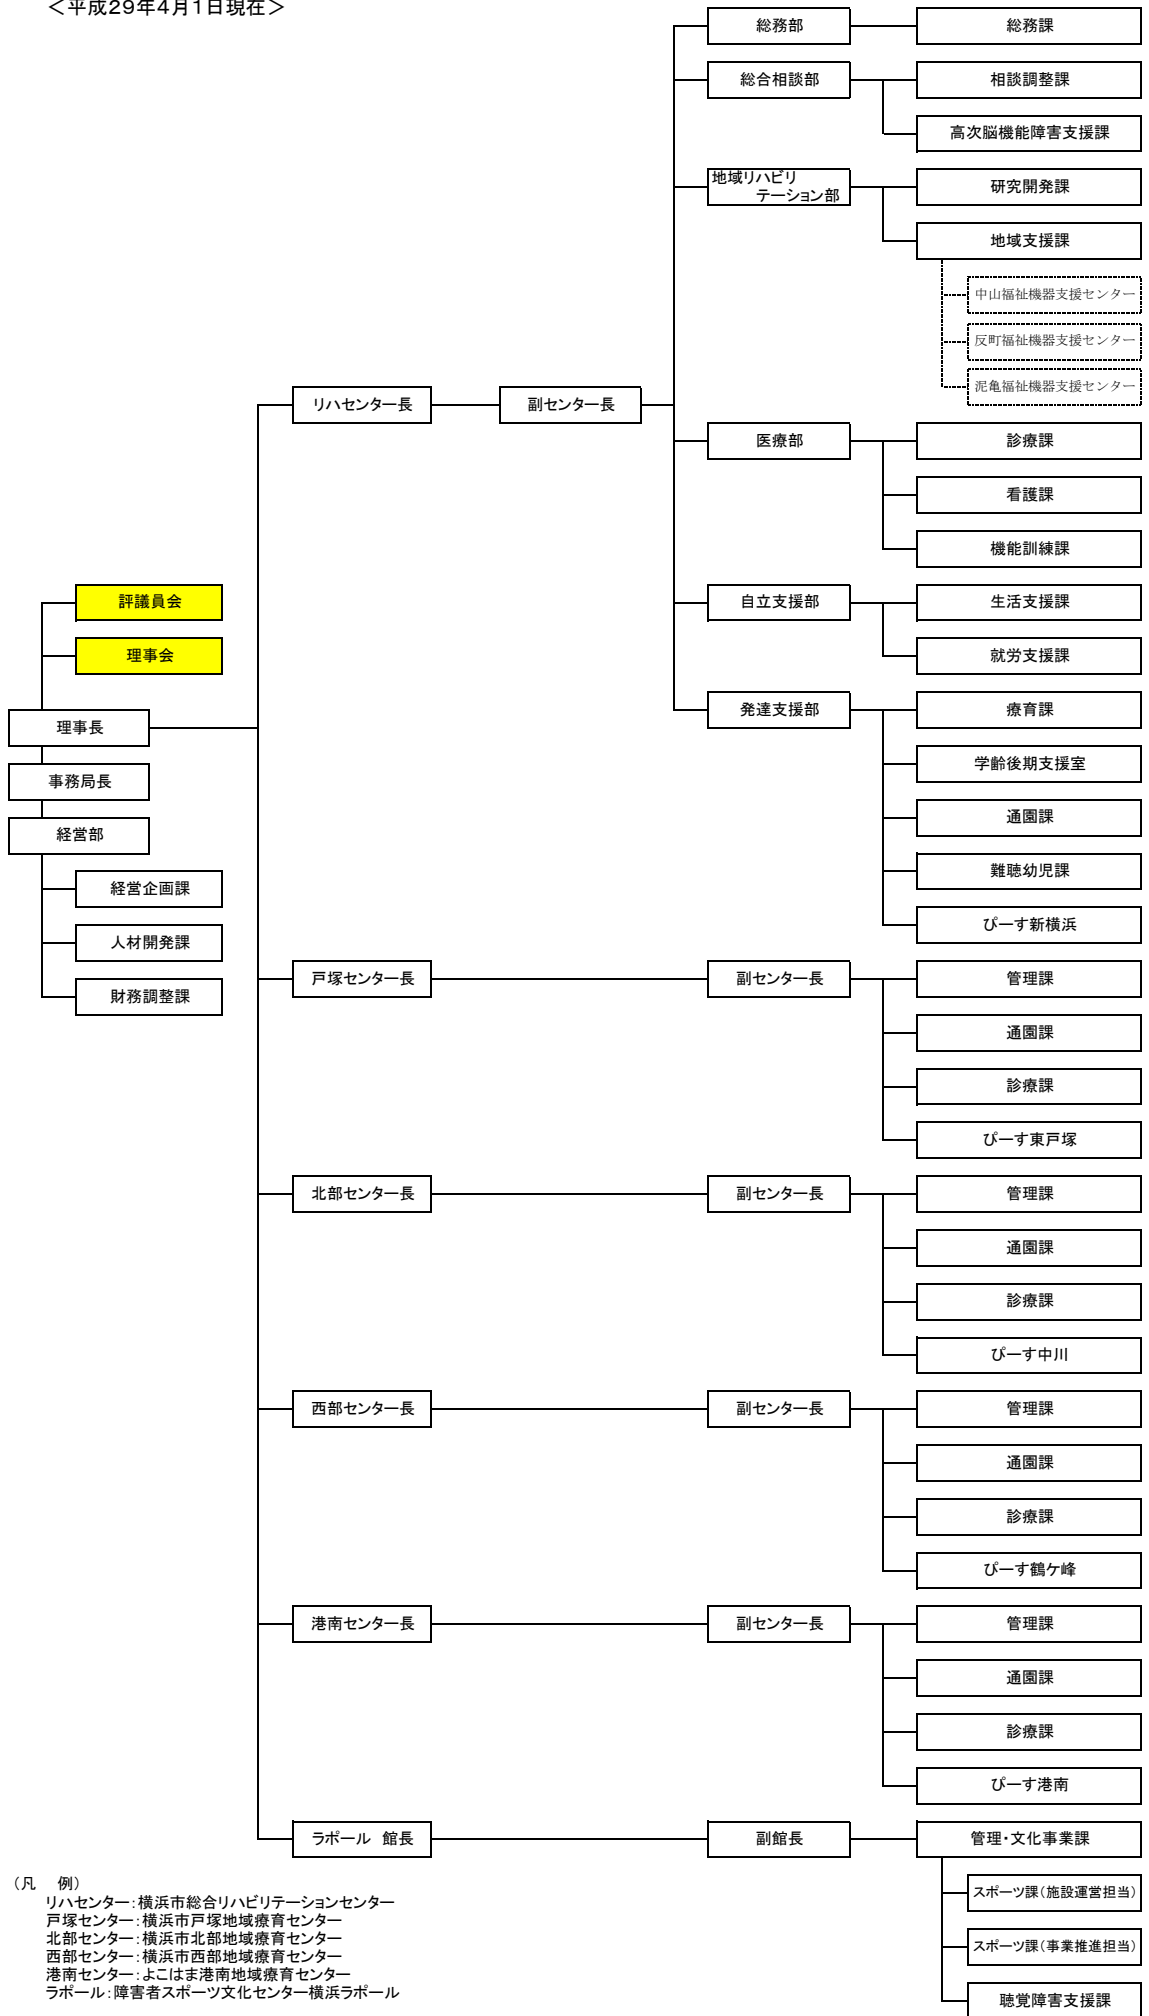 ＜平成29年4月1日現在＞
総務部
総務課
総合相談部
相談調整課
高次脳機能障害支援課
地域リハビリ
テーション部
研究開発課
地域支援課
中山福祉機器支援センター
反町福祉機器支援センター
泥亀福祉機器支援センター
リハセンター長
副センター長
医療部
診療課
看護課
機能訓練課
評議員会
理事会
理事長
事務局長
経営部
経営企画課
人材開発課
財務調整課
自立支援部
生活支援課
就労支援課
発達支援部
療育課
学齢後期支援室
通園課
難聴幼児課
ぴーす新横浜
戸塚センター長
副センター長
管理課
通園課
診療課
ぴーす東戸塚
北部センター長
副センター長
管理課
通園課
診療課
ぴーす中川
西部センター長
副センター長
管理課
通園課
診療課
ぴーす鶴ケ峰
港南センター長
副センター長
管理課
通園課
診療課
ぴーす港南
ラポール　館長
副館長
管理・文化事業課
スポーツ課（施設運営担当）
スポーツ課（事業推進担当）
聴覚障害支援課
（凡　例）
リハセンター：横浜市総合リハビリテーションセンター
戸塚センター：横浜市戸塚地域療育センター
北部センター：横浜市北部地域療育センター
西部センター：横浜市西部地域療育センター
港南センター：よこはま港南地域療育センター
ラポール：障害者スポーツ文化センター横浜ラポール